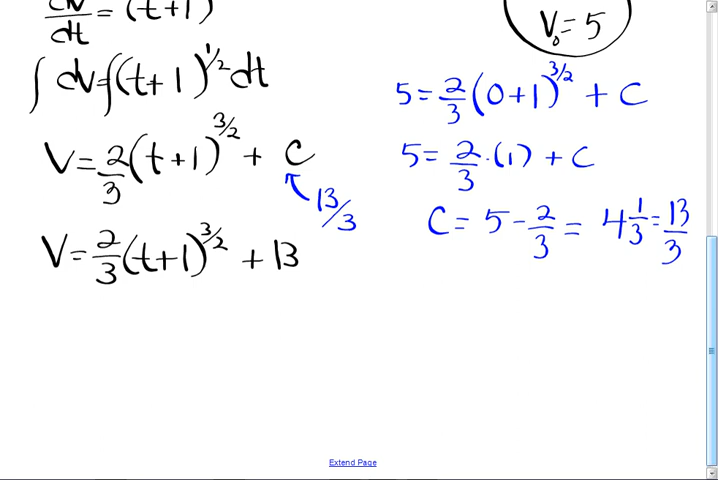 dv/dt = (t+1)
∫ dv = ∫(t+1)^1/2 dt
V = 2/3 (t+1)^3/2 + C
13/3
V = 2/3 (t+1)^3/2 + 13
V₀ = 5
5 = 2/3 (0+1)^3/2 + C
5 = 2/3 · (1) + C
C = 5 - 2/3 = 4 1/3 = 13/3
Extend Page